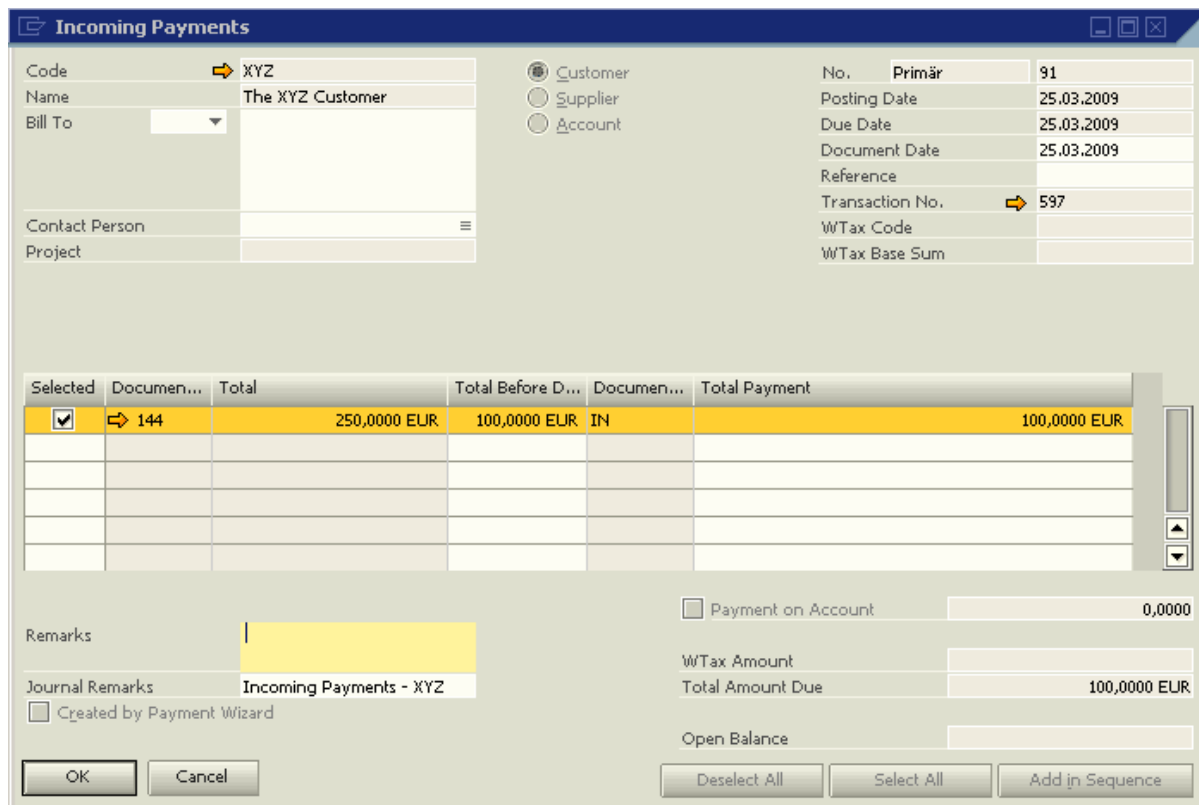 Incoming Payments
Code XYZ
Name The XYZ Customer
Bill To
Contact Person
Project
Customer
Supplier
Account
No. Primär 91
Posting Date 25.03.2009
Due Date 25.03.2009
Document Date 25.03.2009
Reference
Transaction No. 597
WTax Code
WTax Base Sum
Selected Documen... Total Total Before D... Documen... Total Payment
144 250,0000 EUR 100,0000 EUR IN 100,0000 EUR
Remarks
Journal Remarks Incoming Payments - XYZ
Created by Payment Wizard
Payment on Account 0,0000
WTax Amount
Total Amount Due 100,0000 EUR
Open Balance
OK Cancel Deselect All Select All Add in Sequence